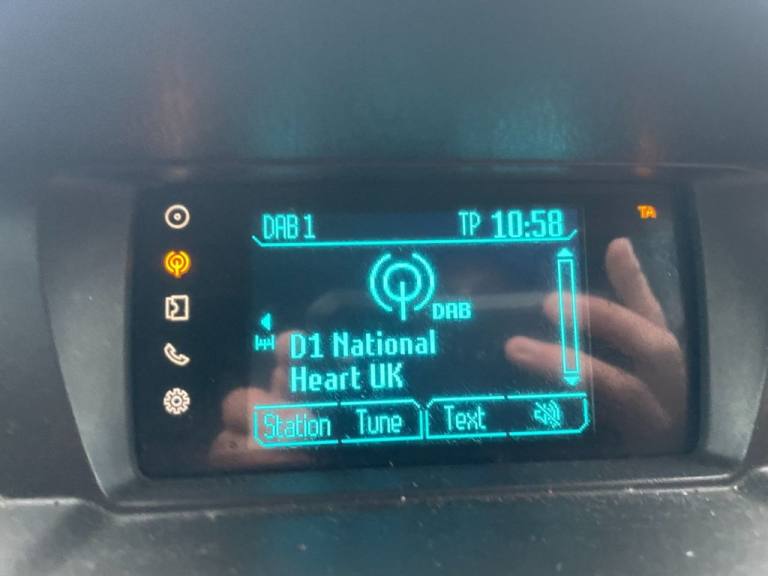 DAB 1 TP 10:58 TA
DAB
D1 National
Heart UK
Station Tune Text